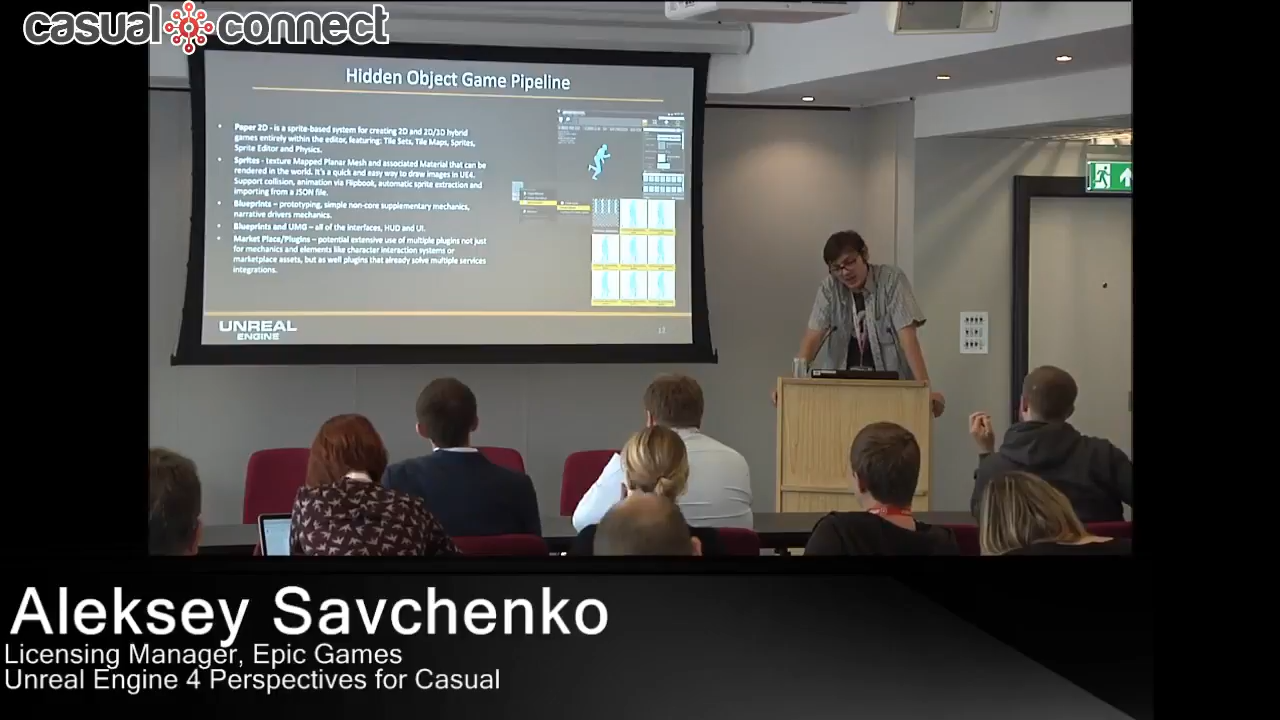 casual connect
Hidden Object Game Pipeline
Paper 2D - is a sprite-based system for creating 2D and 2D/3D hybrid
games entirely within the editor, featuring: Tile Sets, Tile Maps, Sprites,
Sprite Editor and Physics.
Sprites - texture Mapped Planar Mesh and associated Material that can be
rendered in the world. It's a quick and easy way to draw images in UE4.
Support collision, animation via Flipbook, automatic sprite extraction and
importing from a JSON file.
Blueprints – prototyping, simple non-core supplementary mechanics,
narrative drivers mechanics.
Blueprints and UMG – all of the interfaces, HUD and UI.
Market Place/Plugins – potential extensive use of multiple plugins not just
for mechanics and elements like character interaction systems or
marketplace assets, but as well plugins that already solve multiple services
integrations.
UNREAL
ENGINE
12
Aleksey Savchenko
Licensing Manager, Epic Games
Unreal Engine 4 Perspectives for Casual